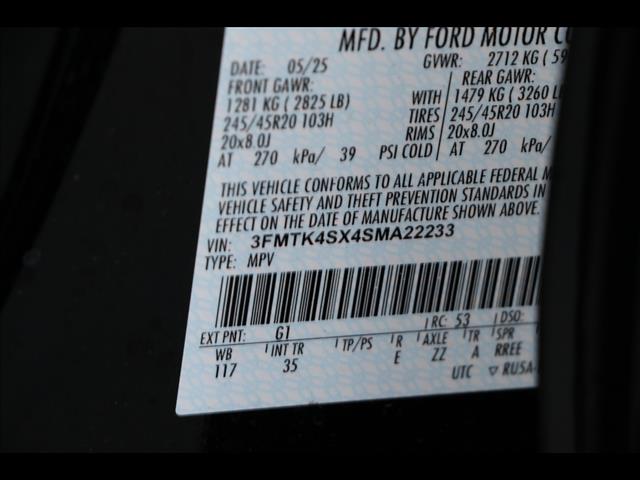 MFD. BY FORD MOTOR CO
DATE: 05/25 GVWR: 2712 KG ( 59
FRONT GAWR: REAR GAWR:
1281 KG ( 2825 LB) WITH 1479 KG ( 3260 L
245/45R20 103H TIRES 245/45R20 103H
20x8.0J RIMS 20x8.0J
AT 270 kPa/ 39 PSI COLD AT 270 kPa/
THIS VEHICLE CONFORMS TO ALL APPLICABLE FEDERAL M
VEHICLE SAFETY AND THEFT PREVENTION STANDARDS IN
EFFECT ON THE DATE OF MANUFACTURE SHOWN ABOVE.
VIN: 3FMTK4SX4SMA22233
TYPE: MPV
EXT PNT: G1 RC: 53 DSO:
WB INT TR TP/PS R AXLE TR SPR
117 35 E ZZ A RREE
UTC ▽ RUSA-